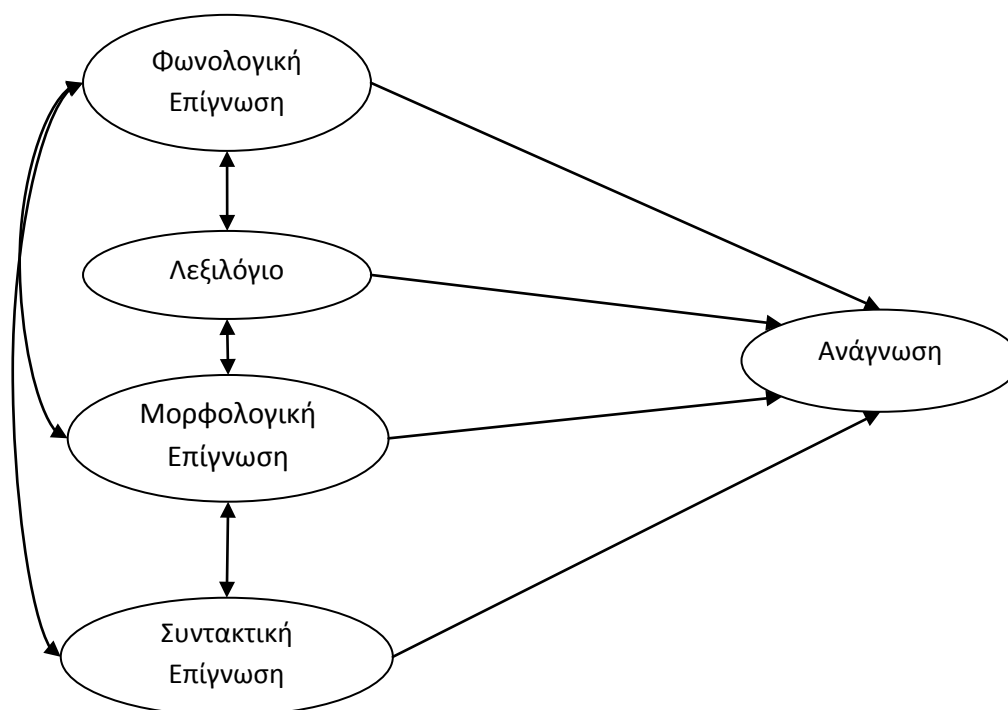 Φωνολογική
Επίγνωση
Λεξιλόγιο
Ανάγνωση
Μορφολογική
Επίγνωση
Συντακτική
Επίγνωση